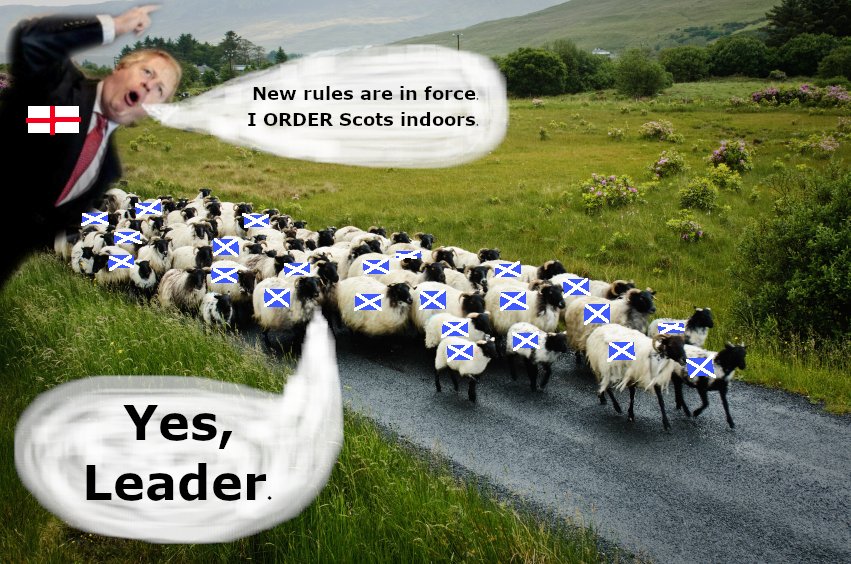 New rules are in force.
I ORDER Scots indoors.
Yes,
Leader.